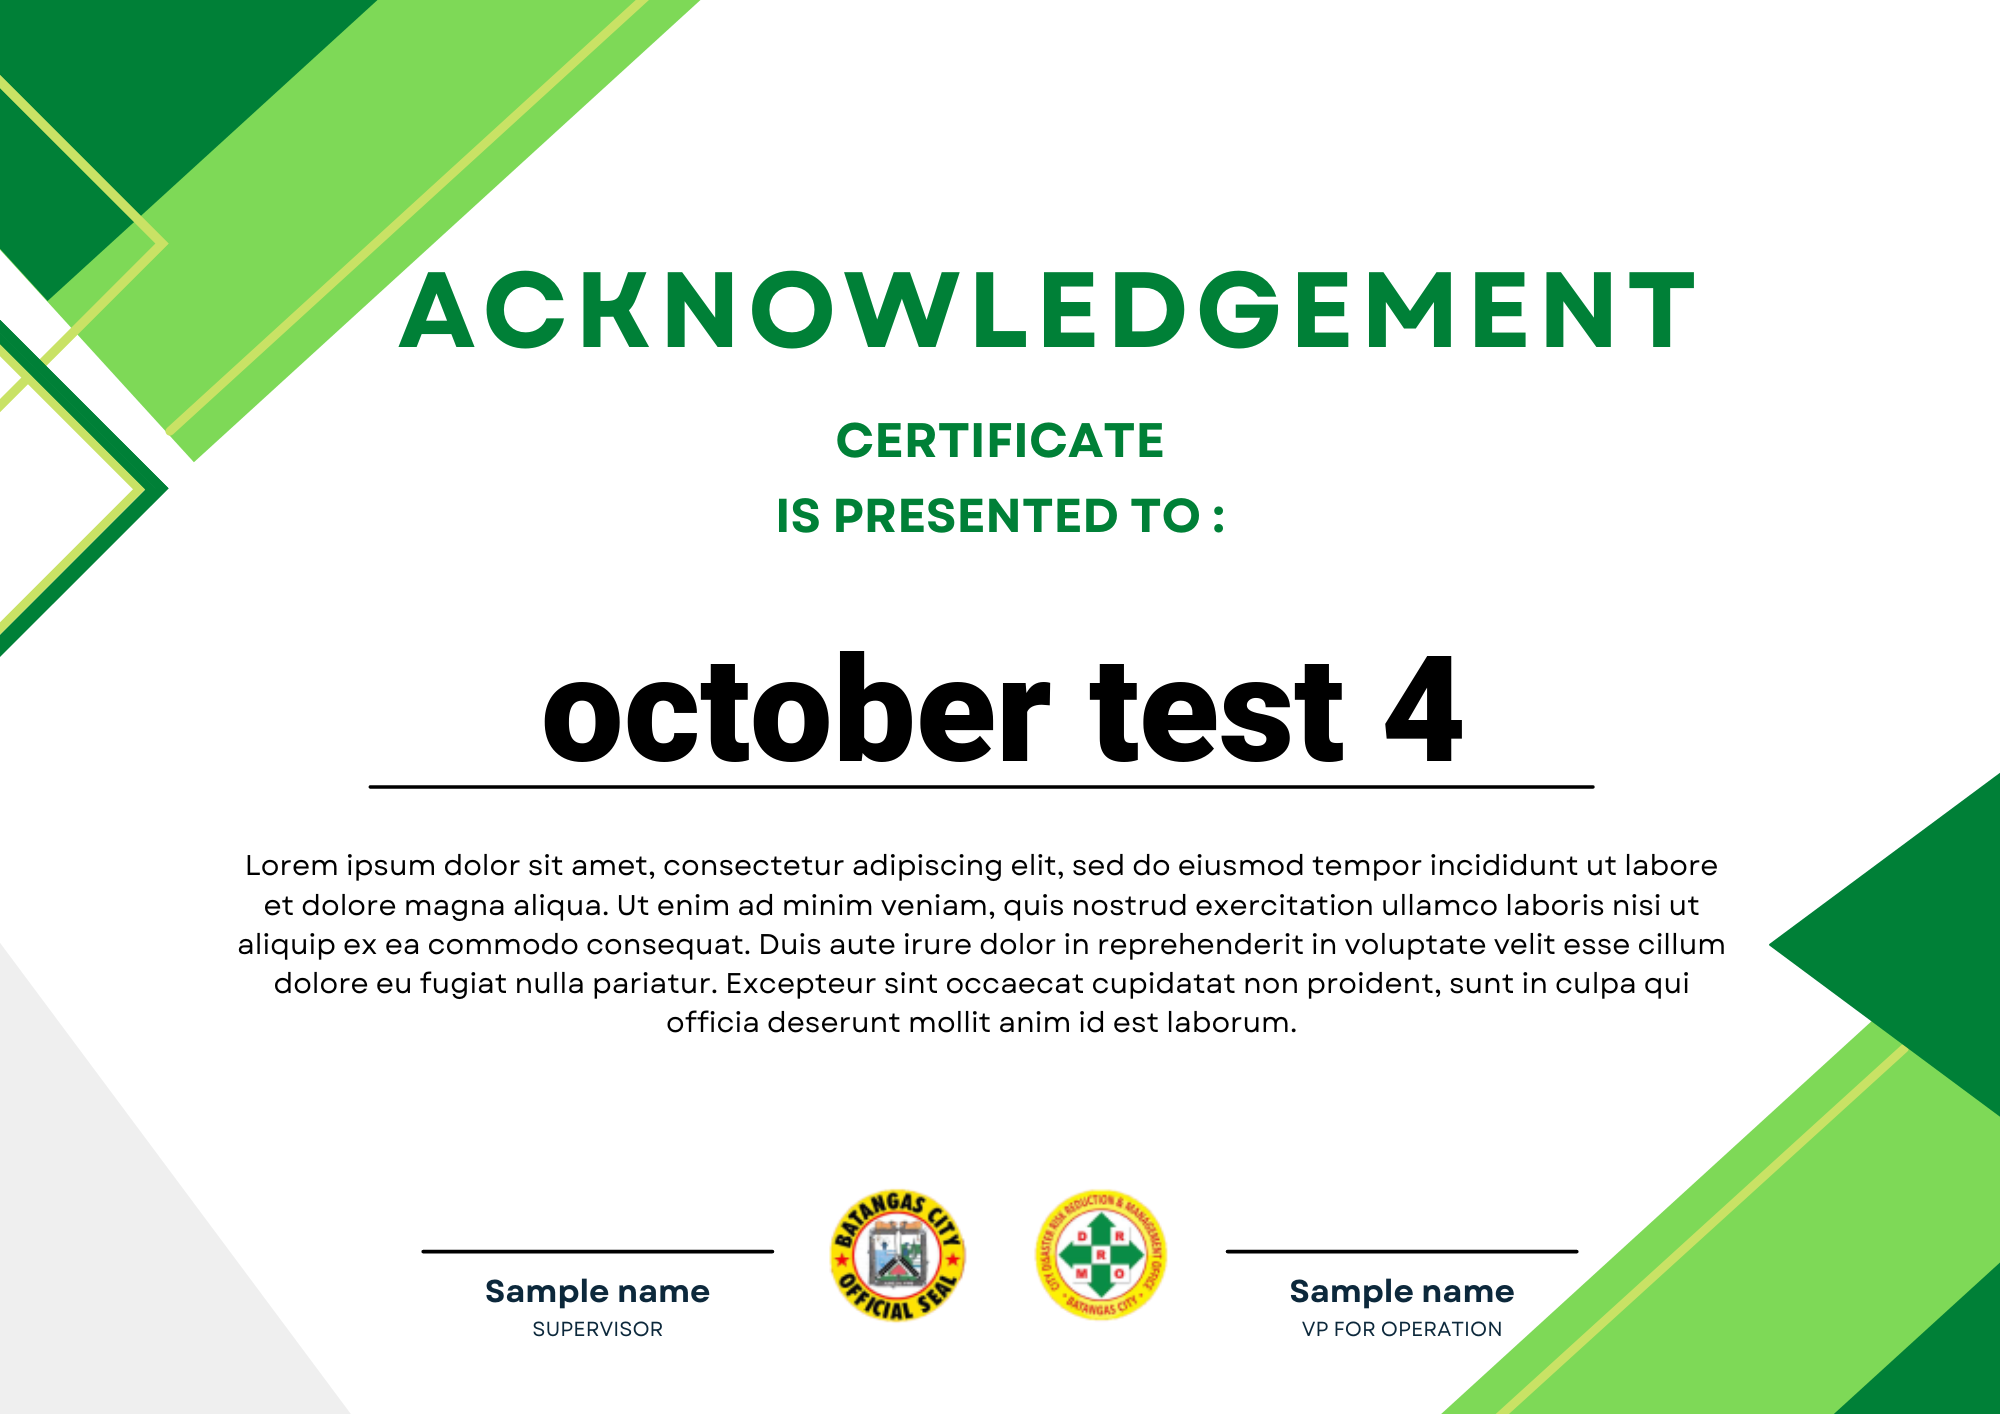 ACKNOWLEDGEMENT
CERTIFICATE
IS PRESENTED TO :
october test 4
Lorem ipsum dolor sit amet, consectetur adipiscing elit, sed do eiusmod tempor incididunt ut labore
et dolore magna aliqua. Ut enim ad minim veniam, quis nostrud exercitation ullamco laboris nisi ut
aliquip ex ea commodo consequat. Duis aute irure dolor in reprehenderit in voluptate velit esse cillum
dolore eu fugiat nulla pariatur. Excepteur sint occaecat cupidatat non proident, sunt in culpa qui
officia deserunt mollit anim id est laborum.
Sample name
SUPERVISOR
BATANGAS CITY
OFFICIAL SEAL
CITY DISASTER RISK REDUCTION & MANAGEMENT OFFICE
D R
R
M O
BATANGAS CITY
Sample name
VP FOR OPERATION